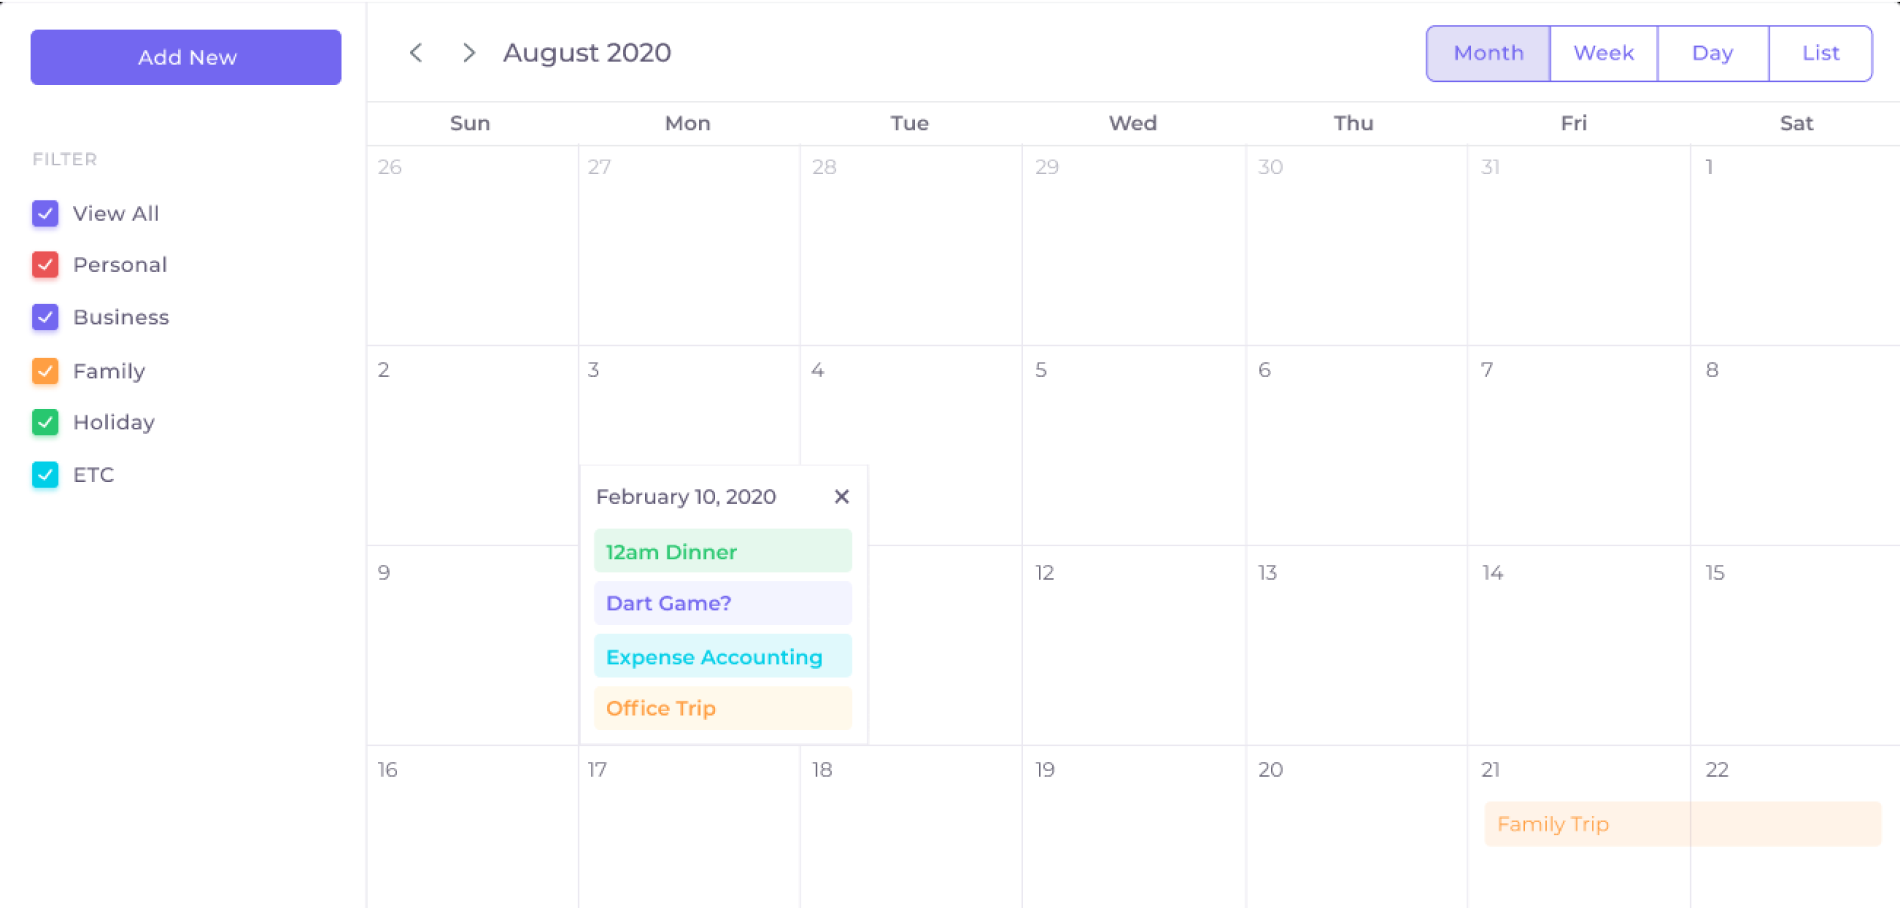 Add New
FILTER
View All
Personal
Business
Family
Holiday
ETC
August 2020
Month Week Day List
Sun Mon Tue Wed Thu Fri Sat
26 27 28 29 30 31 1
2 3 4 5 6 7 8
February 10, 2020
12am Dinner
Dart Game?
Expense Accounting
Office Trip
9 12 13 14 15
16 17 18 19 20 21 22
Family Trip